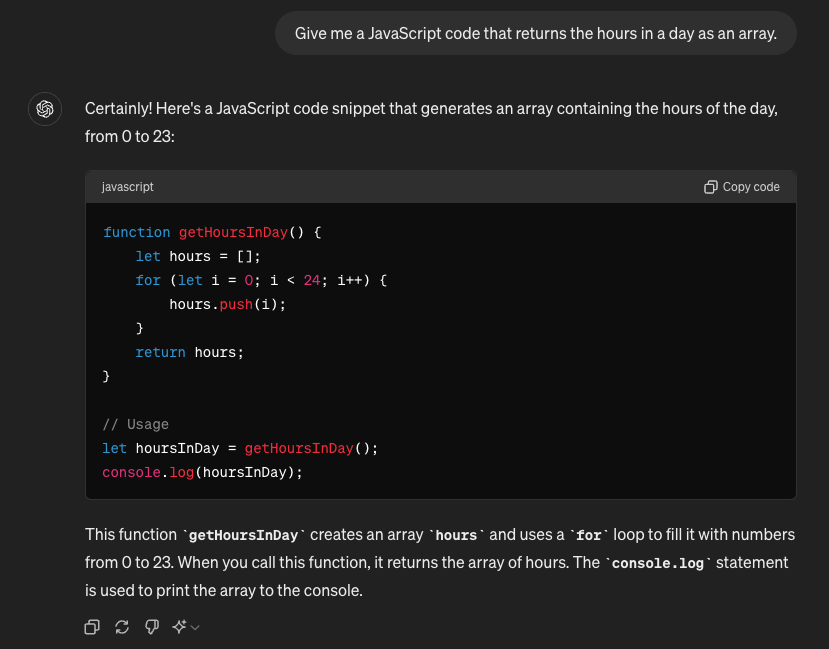 Give me a JavaScript code that returns the hours in a day as an array.
Certainly! Here's a JavaScript code snippet that generates an array containing the hours of the day,
from 0 to 23:
javascript
Copy code
function getHoursInDay() {
    let hours = [];
    for (let i = 0; i < 24; i++) {
        hours.push(i);
    }
    return hours;
}

// Usage
let hoursInDay = getHoursInDay();
console.log(hoursInDay);
This function `getHoursInDay` creates an array `hours` and uses a `for` loop to fill it with numbers
from 0 to 23. When you call this function, it returns the array of hours. The `console.log` statement
is used to print the array to the console.